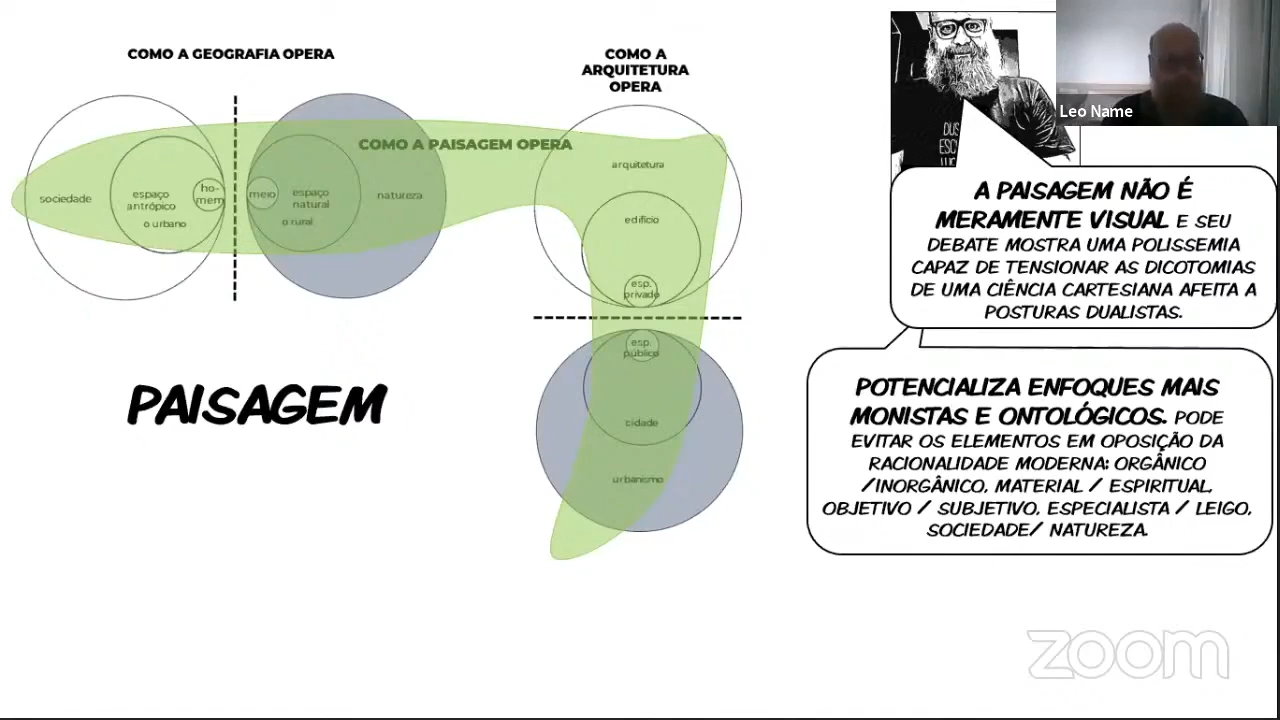 COMO A GEOGRAFIA OPERA
sociedade
espaço
antrópico
o urbano
ho-
mem
meio
espaço
natural
o rural
natureza
COMO A PAISAGEM OPERA
COMO A
ARQUITETURA
OPERA
arquitetura
edifício
esp.
privado
esp.
público
cidade
urbanismo
PAISAGEM
DUS
ESC
LUG
Leo Name
A PAISAGEM NÃO É
MERAMENTE VISUAL E SEU
DEBATE MOSTRA UMA POLISSEMIA
CAPAZ DE TENSIONAR AS DICOTOMIAS
DE UMA CIÊNCIA CARTESIANA AFEITA A
POSTURAS DUALISTAS.
POTENCIALIZA ENFOQUES MAIS
MONISTAS E ONTOLÓGICOS. PODE
EVITAR OS ELEMENTOS EM OPOSIÇÃO DA
RACIONALIDADE MODERNA: ORGÂNICO
/INORGÂNICO, MATERIAL / ESPIRITUAL,
OBJETIVO / SUBJETIVO, ESPECIALISTA / LEIGO,
SOCIEDADE/ NATUREZA.
zoom